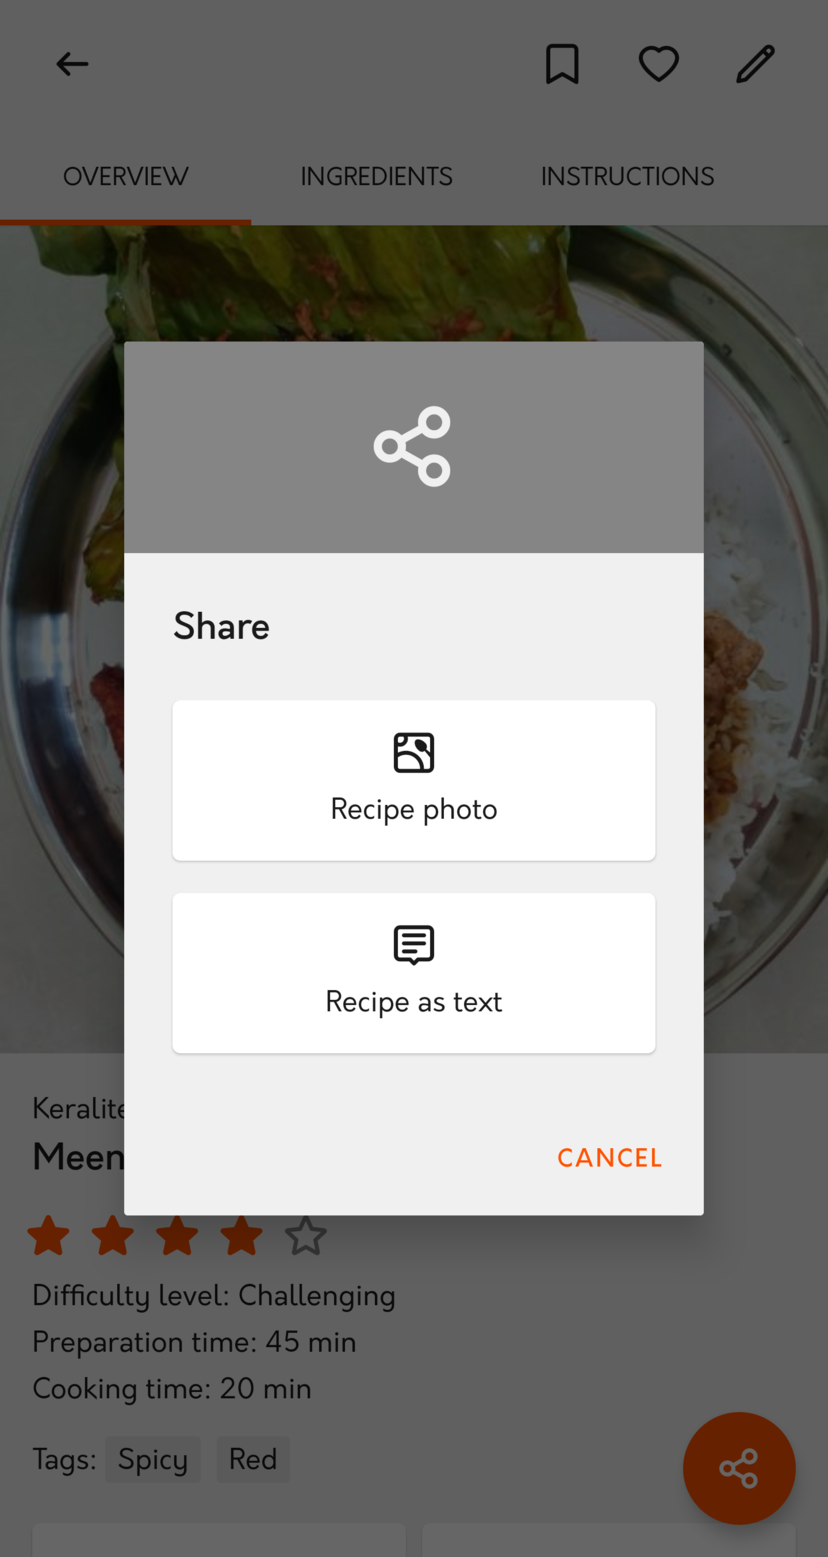 OVERVIEW INGREDIENTS INSTRUCTIONS
Share
Recipe photo
Recipe as text
CANCEL
Keralite
Meen
Difficulty level: Challenging
Preparation time: 45 min
Cooking time: 20 min
Tags: Spicy Red